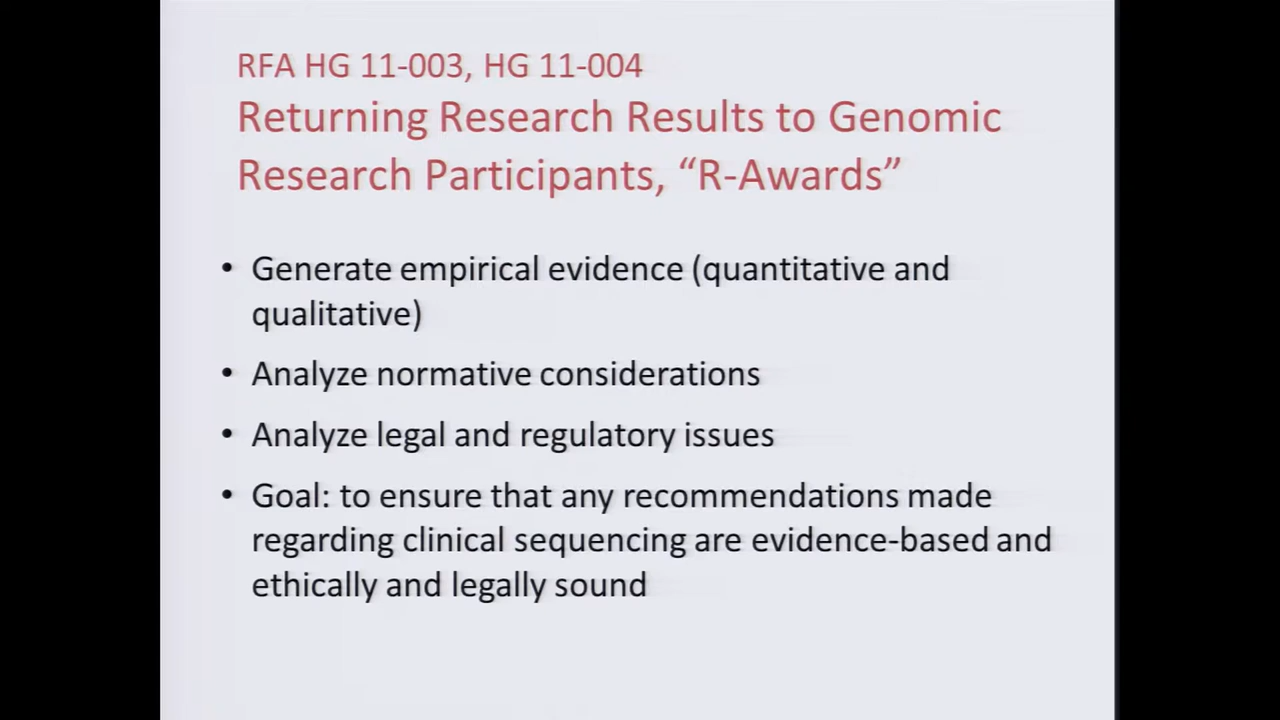 RFA HG 11-003, HG 11-004
Returning Research Results to Genomic
Research Participants, “R-Awards”
• Generate empirical evidence (quantitative and
qualitative)
• Analyze normative considerations
• Analyze legal and regulatory issues
• Goal: to ensure that any recommendations made
regarding clinical sequencing are evidence-based and
ethically and legally sound